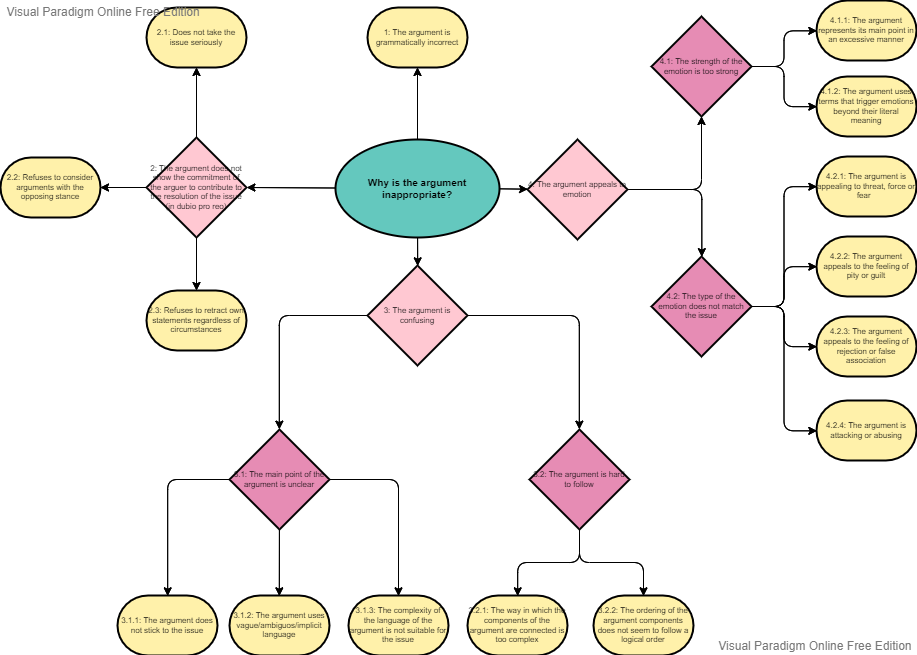 Visual Paradigm Online Free Edition
2.1: Does not take the
issue seriously
1: The argument is
grammatically incorrect
4.1: The strength of the
emotion is too strong
4.1.1: The argument
represents its main point in
an excessive manner
4.1.2: The argument uses
terms that trigger emotions
beyond their literal
meaning
2.2: Refuses to consider
arguments with the
opposing stance
2: The argument does not
show the commitment of
the arguer to contribute to
the resolution of the issue
(in dubio pro reo)
Why is the argument
inappropriate?
4: The argument appeals to
emotion
4.2.1: The argument is
appealing to threat, force or
fear
4.2.2: The argument
appeals to the feeling of
pity or guilt
2.3: Refuses to retract own
statements regardless of
circumstances
3: The argument is
confusing
4.2: The type of the
emotion does not match
the issue
4.2.3: The argument
appeals to the feeling of
rejection or false
association
4.2.4: The argument is
attacking or abusing
3.1: The main point of the
argument is unclear
3.2: The argument is hard
to follow
3.1.1: The argument does
not stick to the issue
3.1.2: The argument uses
vague/ambiguos/implicit
language
3.1.3: The complexity of
the language of the
argument is not suitable for
the issue
3.2.1: The way in which the
components of the
argument are connected is
too complex
3.2.2: The ordering of the
argument components
does not seem to follow a
logical order
Visual Paradigm Online Free Edition